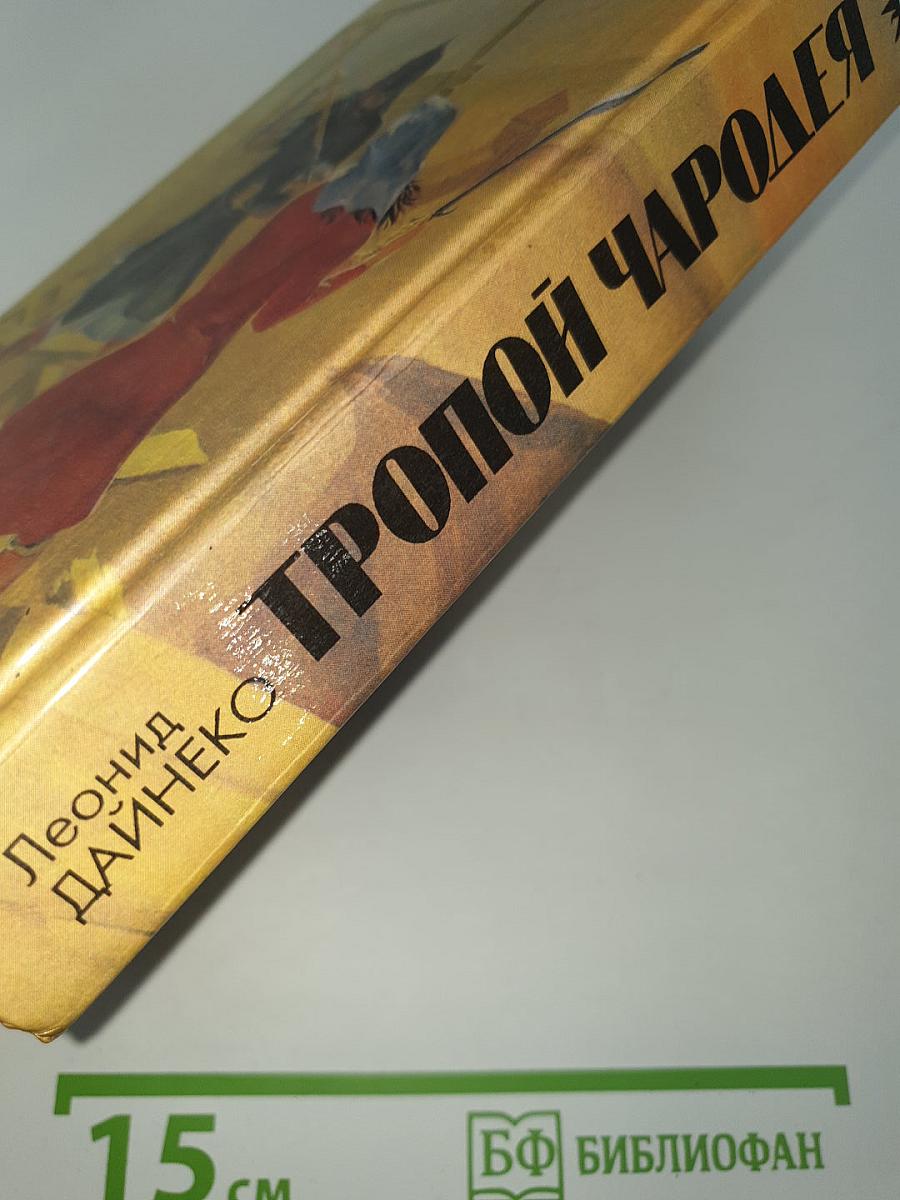 Леонид
ДАЙНЕКО
ТРОПОЙ ЧАРОДЕЯ
15 см
БФ БИБЛИОФАН